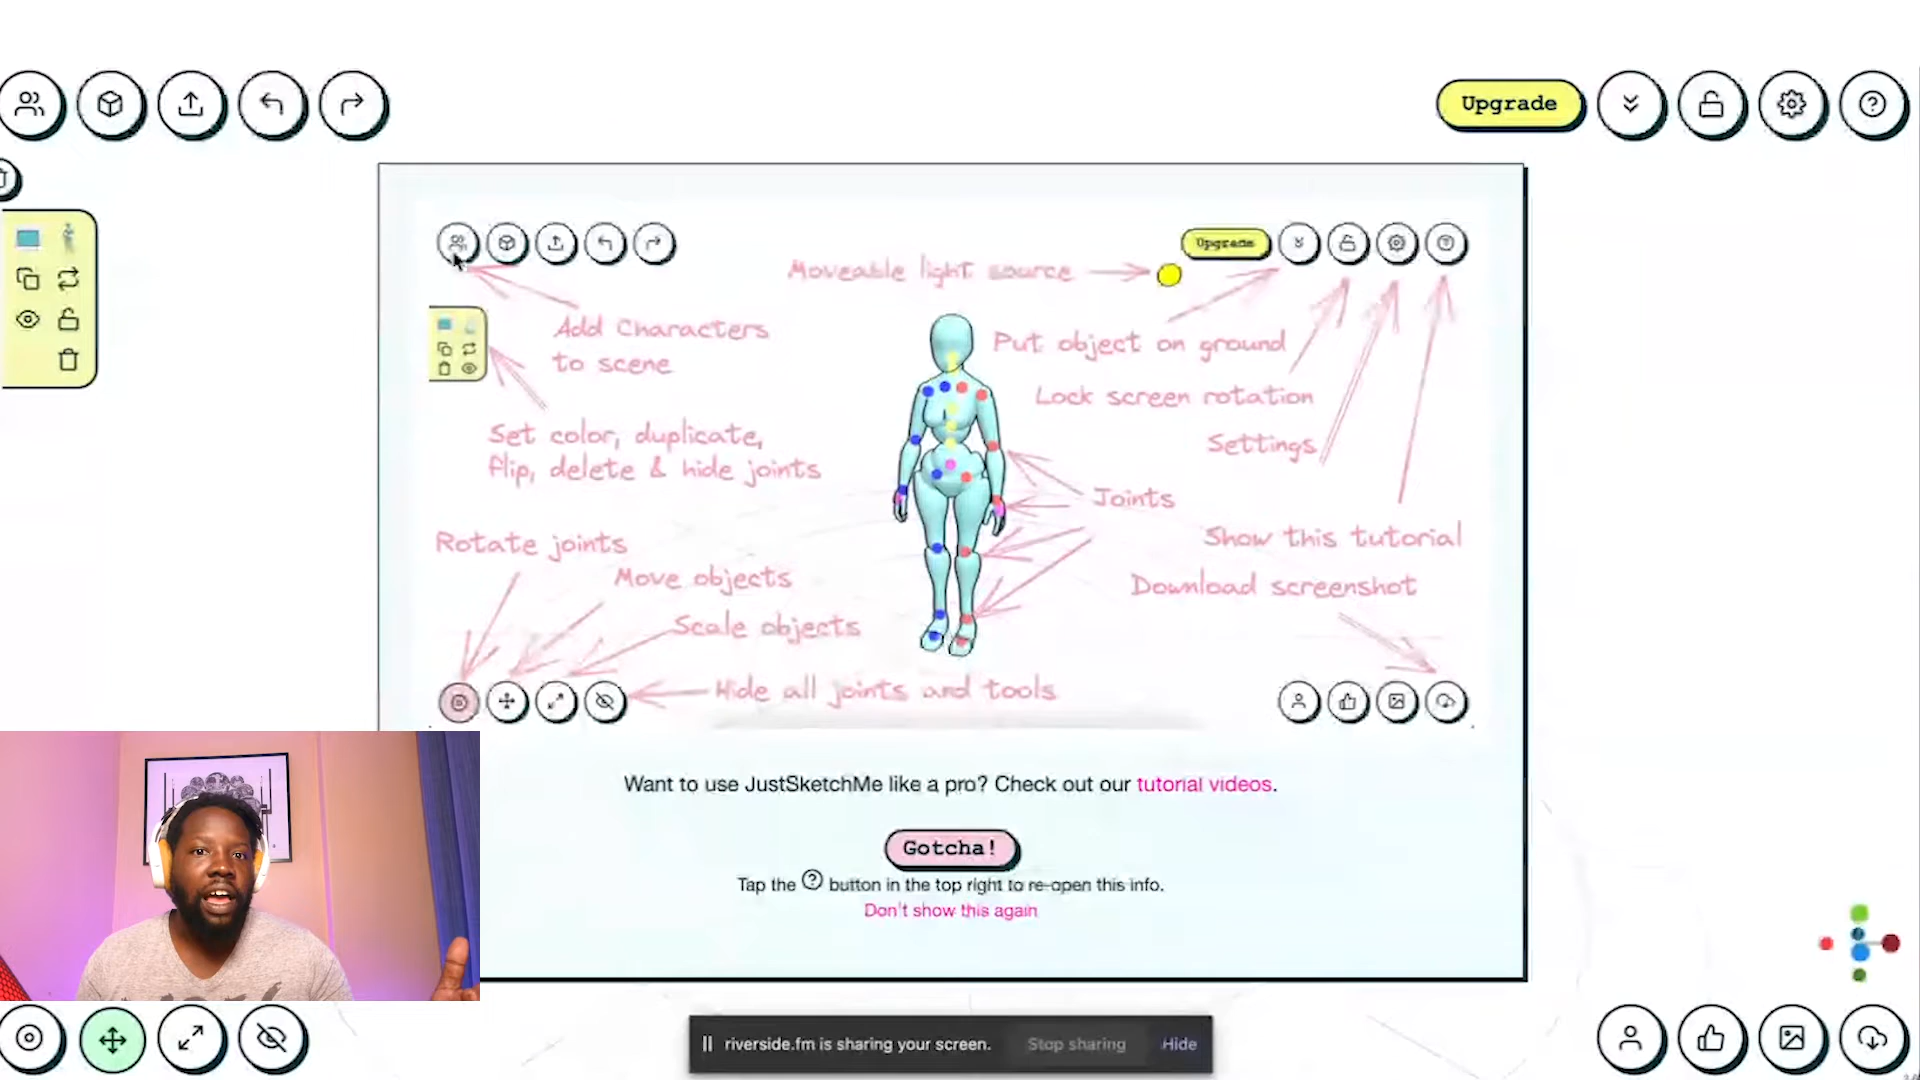 Upgrade
Upgrade
Moveable light source
Add Characters
to scene
Put object on ground
Lock screen rotation
Set color, duplicate,
flip, delete & hide joints
Settings
Joints
Rotate joints
Show this tutorial
Move objects
Download screenshot
Scale objects
Hide all joints and tools
Want to use JustSketchMe like a pro? Check out our tutorial videos.
Gotcha!
Tap the ? button in the top right to re-open this info.
Don't show this again
riverside.fm is sharing your screen. Stop sharing Hide